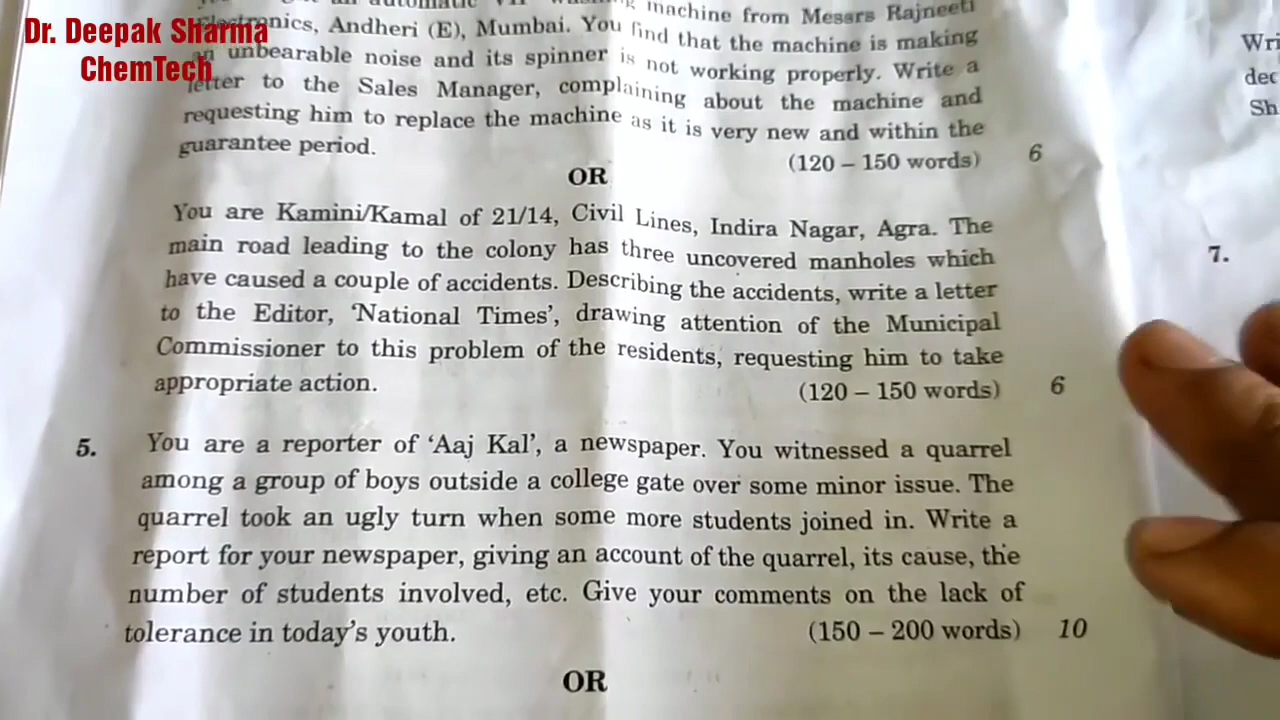 an automatic VII washing machine from Messrs Rajneeti
Dr. Deepak Sharma
ChemTech
Electronics, Andheri (E), Mumbai. You find that the machine is making
an unbearable noise and its spinner is not working properly. Write a
letter to the Sales Manager, complaining about the machine and
requesting him to replace the machine as it is very new and within the
guarantee period.
(120 – 150 words) 6
OR
You are Kamini/Kamal of 21/14, Civil Lines, Indira Nagar, Agra. The
main road leading to the colony has three uncovered manholes which
have caused a couple of accidents. Describing the accidents, write a letter
to the Editor, ‘National Times’, drawing attention of the Municipal
Commissioner to this problem of the residents, requesting him to take
appropriate action.
(120 – 150 words) 6
5. You are a reporter of ‘Aaj Kal’, a newspaper. You witnessed a quarrel
among a group of boys outside a college gate over some minor issue. The
quarrel took an ugly turn when some more students joined in. Write a
report for your newspaper, giving an account of the quarrel, its cause, the
number of students involved, etc. Give your comments on the lack of
tolerance in today’s youth.
(150 – 200 words) 10
OR
Wri
dec
Sh
7.